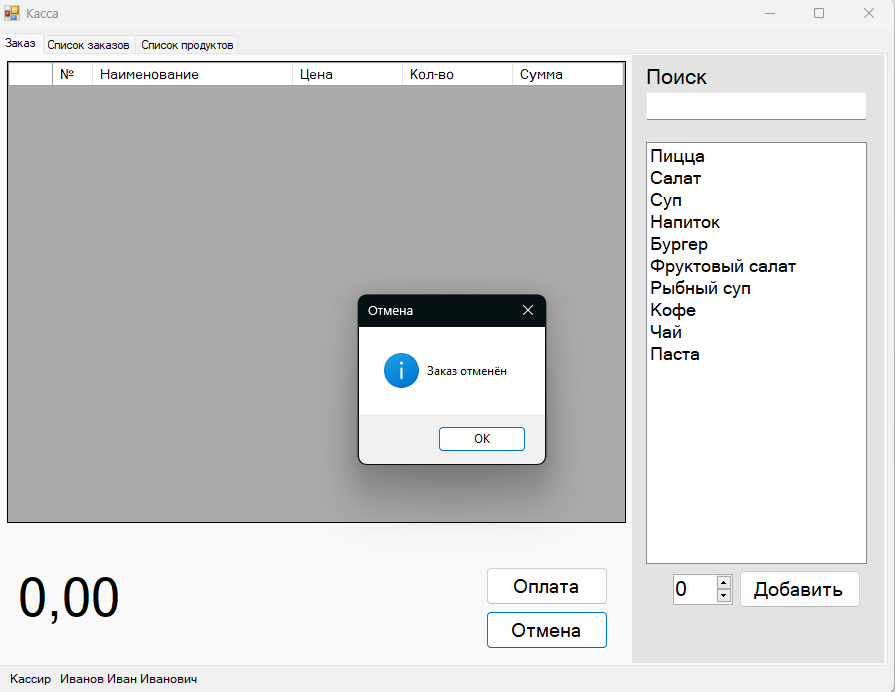 Касса
Заказ Список заказов Список продуктов
№ Наименование Цена Кол-во Сумма
Поиск
Пицца
Салат
Суп
Напиток
Бургер
Фруктовый салат
Рыбный суп
Кофе
Чай
Паста
Отмена
Заказ отменён
ОК
0,00
Оплата
Отмена
0 Добавить
Кассир Иванов Иван Иванович